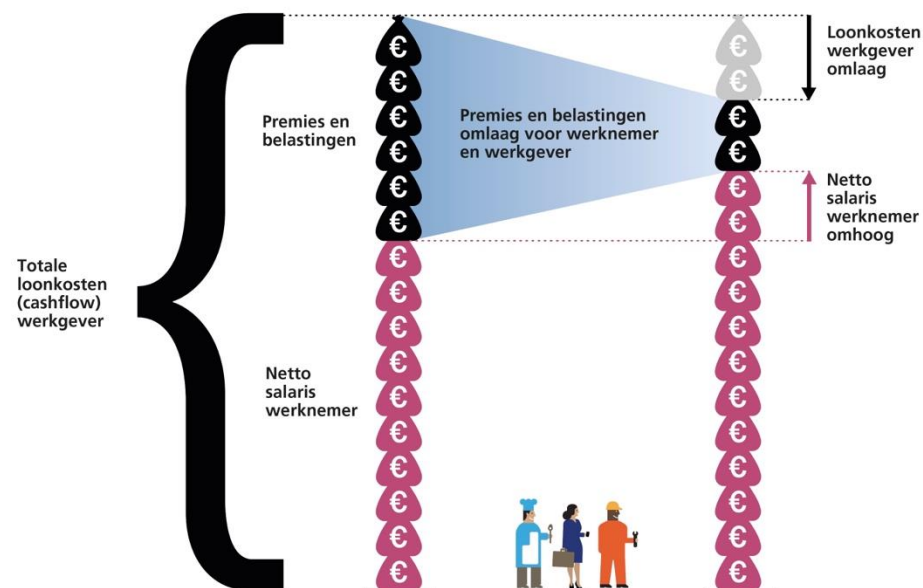 Totale
loonkosten
(cashflow)
werkgever
Premies en
belastingen
Netto
salaris
werknemer
Premies en belastingen
omlaag voor werknemer
en werkgever
Loonkosten
werkgever
omlaag
Netto
salaris
werknemer
omhoog